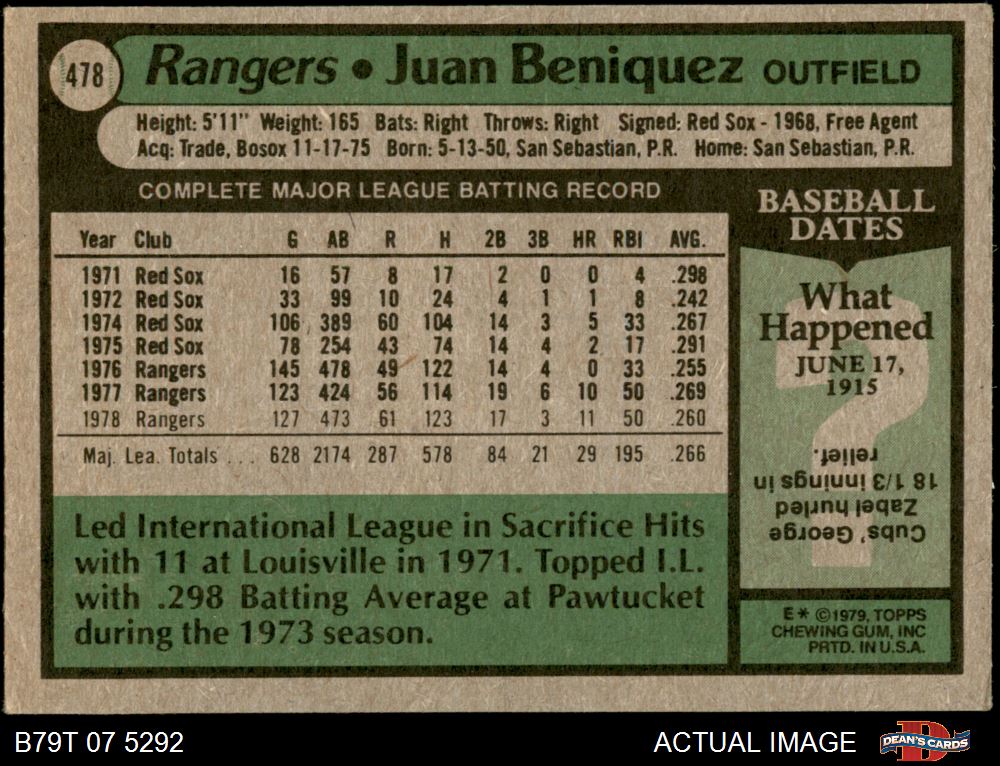 478
Rangers • Juan Beniquez OUTFIELD
Height: 5'11" Weight: 165 Bats: Right Throws: Right Signed: Red Sox - 1968, Free Agent
Acq: Trade, Bosox 11-17-75 Born: 5-13-50, San Sebastian, P.R. Home: San Sebastian, P.R.
COMPLETE MAJOR LEAGUE BATTING RECORD
Year Club G AB R H 2B 3B HR RBI AVG.
1971 Red Sox 16 57 8 17 2 0 0 4 .298
1972 Red Sox 33 99 10 24 4 1 1 8 .242
1974 Red Sox 106 389 60 104 14 3 5 33 .267
1975 Red Sox 78 254 43 74 14 4 2 17 .291
1976 Rangers 145 478 49 122 14 4 0 33 .255
1977 Rangers 123 424 56 114 19 6 10 50 .269
1978 Rangers 127 473 61 123 17 3 11 50 .260
Maj. Lea. Totals ... 628 2174 287 578 84 21 29 195 .266
Led International League in Sacrifice Hits
with 11 at Louisville in 1971. Topped I.L.
with .298 Batting Average at Pawtucket
during the 1973 season.
BASEBALL
DATES
What
Happened
JUNE 17,
1915
?
Cubs' George
Zabel hurled
18 1/3 innings in
relief.
E* ©1979, TOPPS
CHEWING GUM, INC
PRTD. IN U.S.A.
B79T 07 5292
ACTUAL IMAGE
D
DEAN'S CARDS